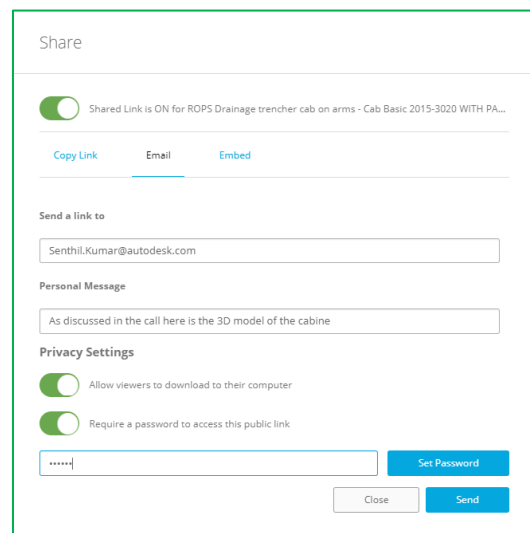 Share
Shared Link is ON for ROPS Drainage trencher cab on arms - Cab Basic 2015-3020 WITH PA...
Copy Link Email Embed
Send a link to
Senthil.Kumar@autodesk.com
Personal Message
As discussed in the call here is the 3D model of the cabine
Privacy Settings
Allow viewers to download to their computer
Require a password to access this public link
•••••• Set Password
Close Send